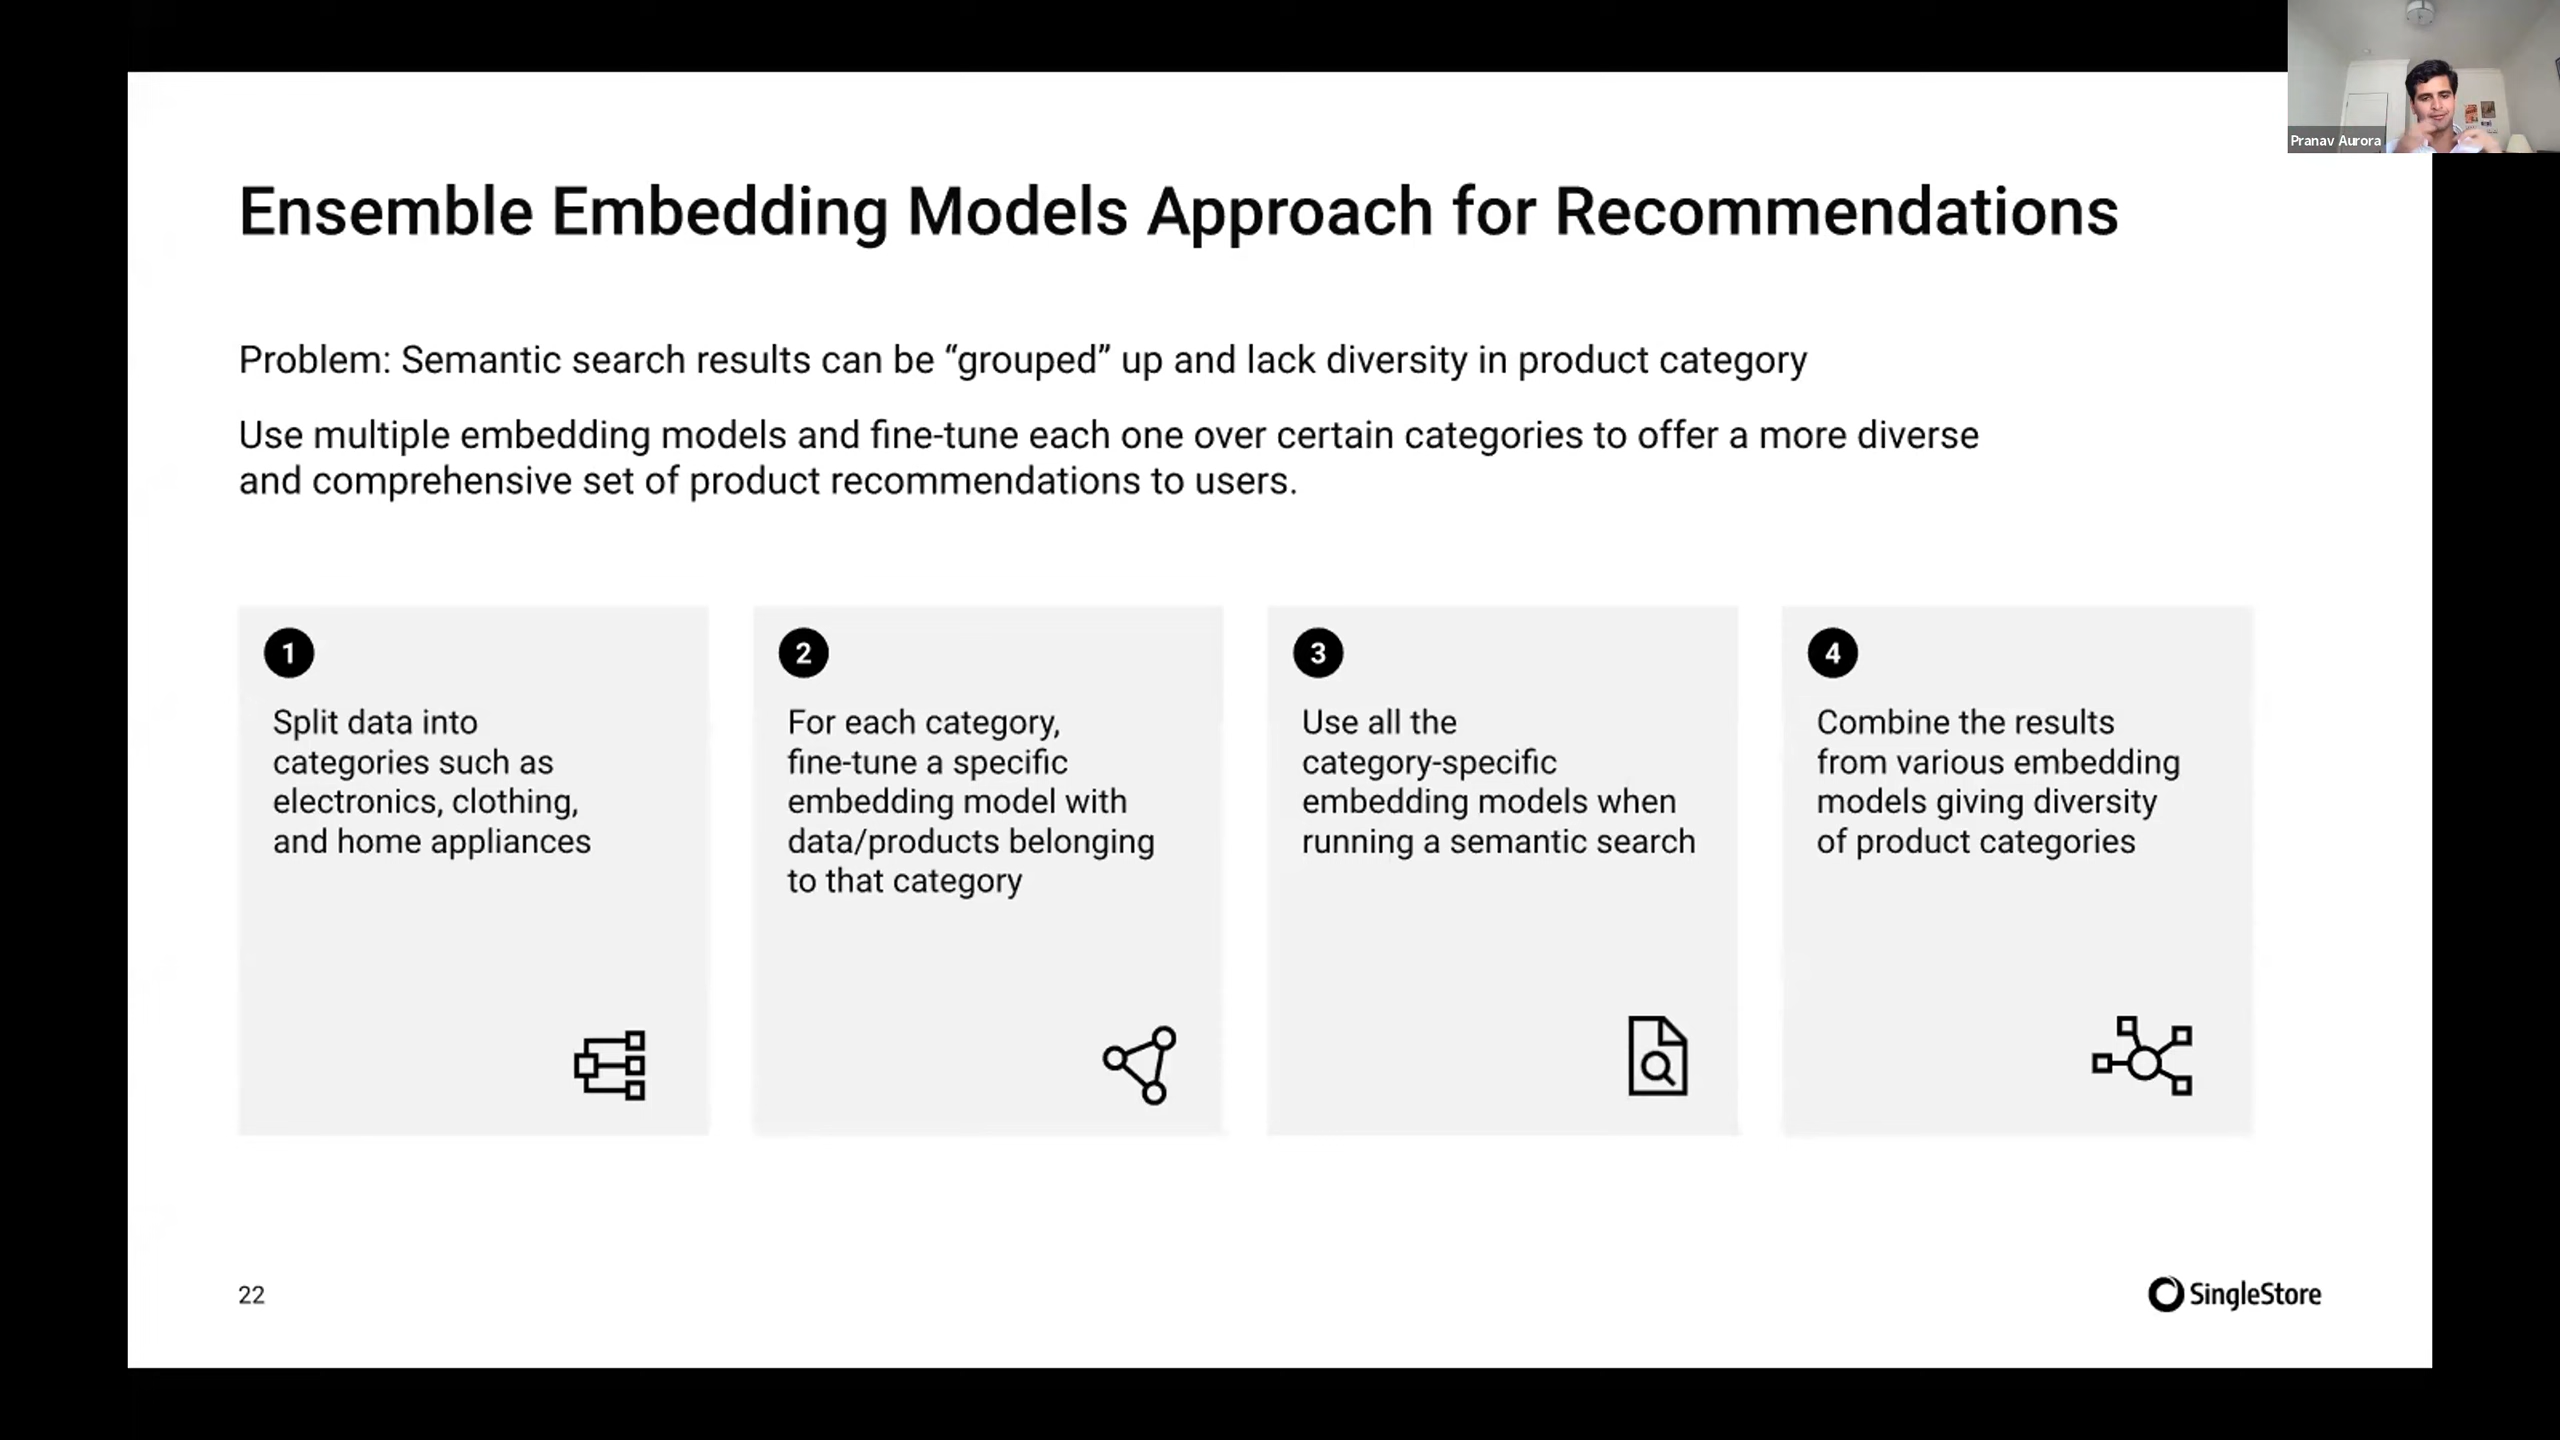 Pranav Aurora
Ensemble Embedding Models Approach for Recommendations
Problem: Semantic search results can be “grouped” up and lack diversity in product category
Use multiple embedding models and fine-tune each one over certain categories to offer a more diverse
and comprehensive set of product recommendations to users.
1
Split data into
categories such as
electronics, clothing,
and home appliances
2
For each category,
fine-tune a specific
embedding model with
data/products belonging
to that category
3
Use all the
category-specific
embedding models when
running a semantic search
4
Combine the results
from various embedding
models giving diversity
of product categories
22
SingleStore